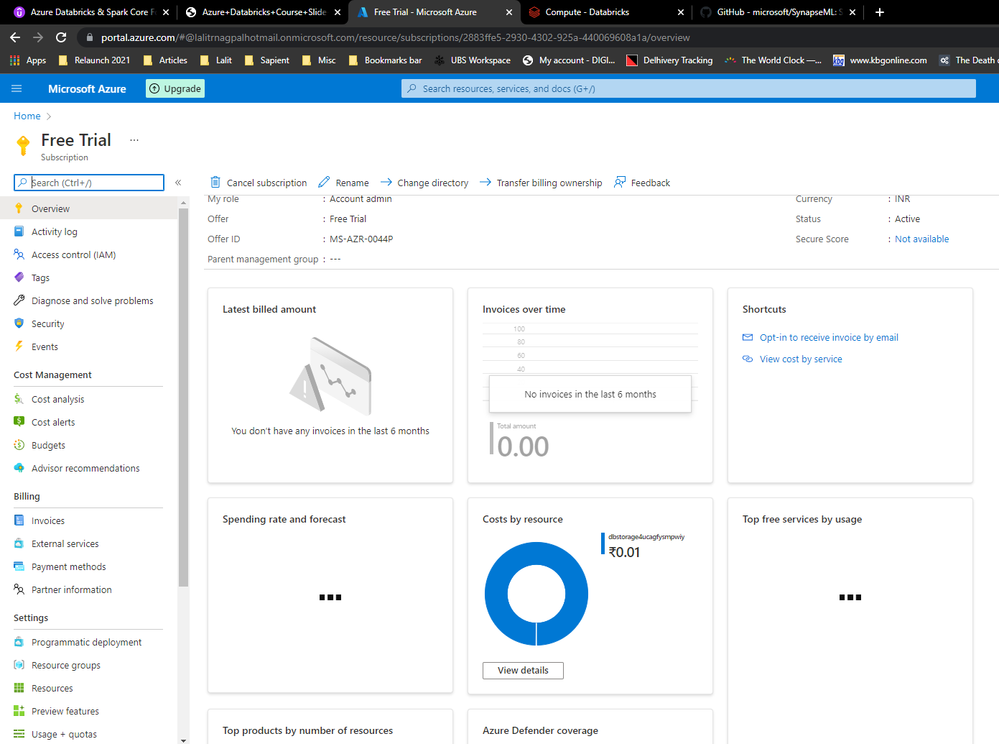 Azure Databricks & Spark Core F
Azure+Databricks+Course+Slide
Free Trial - Microsoft Azure
Compute - Databricks
GitHub - microsoft/SynapseML: S
portal.azure.com/#@lalitrnagpalhotmail.onmicrosoft.com/resource/subscriptions/2883ffe5-2930-4302-925a-440069608a1a/overview
Apps
Relaunch 2021
Articles
Lalit
Sapient
Misc
Bookmarks bar
UBS Workspace
My account - DIGI...
Delhivery Tracking
The World Clock —...
kbg
www.kbgonline.com
The Death
Microsoft Azure
Upgrade
Search resources, services, and docs (G+/)
Home
Free Trial
...
Subscription
Search (Ctrl+/)
«
Cancel subscription
Rename
Change directory
Transfer billing ownership
Feedback
Overview
Activity log
Access control (IAM)
Tags
Diagnose and solve problems
Security
Events
Cost Management
Cost analysis
Cost alerts
Budgets
Advisor recommendations
Billing
Invoices
External services
Payment methods
Partner information
Settings
Programmatic deployment
Resource groups
Resources
Preview features
Usage + quotas
My role : Account admin
Offer : Free Trial
Offer ID : MS-AZR-0044P
Parent management group : ---
Currency : INR
Status : Active
Secure Score : Not available
Latest billed amount
You don't have any invoices in the last 6 months
Invoices over time
100
80
60
40
No invoices in the last 6 months
Total amount
0.00
Shortcuts
Opt-in to receive invoice by email
View cost by service
Spending rate and forecast
Costs by resource
dbstorage4ucagfysmpwiy
₹0.01
View details
Top free services by usage
Top products by number of resources
Azure Defender coverage